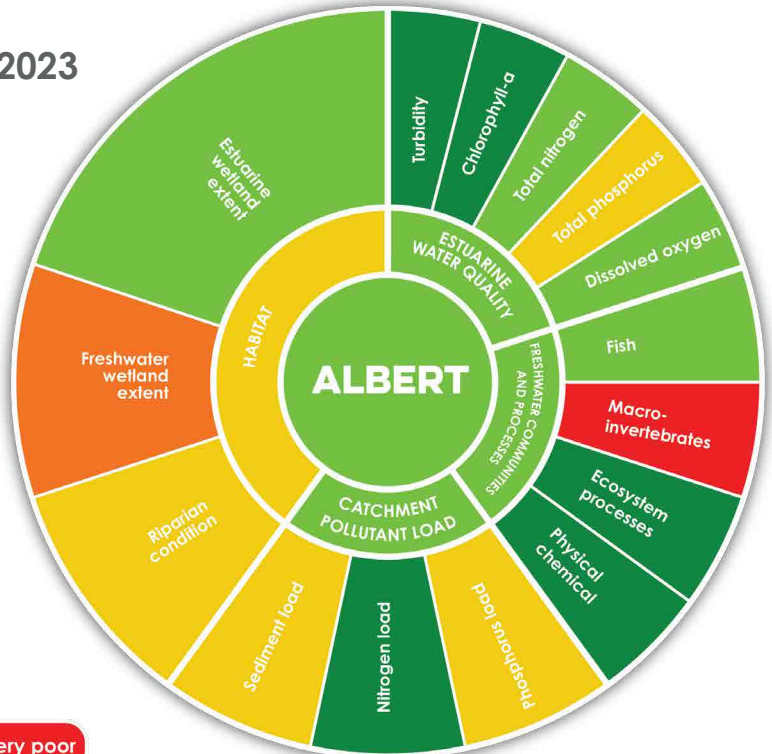 2023
Turbidity
Chlorophyll-a
Total nitrogen
Total phosphorus
Dissolved oxygen
Fish
Macro-
invertebrates
Ecosystem
processes
Physical
chemical
Phosphorus load
Nitrogen load
Sediment load
Riparian
condition
Freshwater
wetland
extent
Estuarine
wetland
extent
ESTUARINE
WATER QUALITY
FRESHWATER COMMUNITIES
AND PROCESSES
CATCHMENT
POLLUTANT LOAD
HABITAT
ALBERT
ery poor